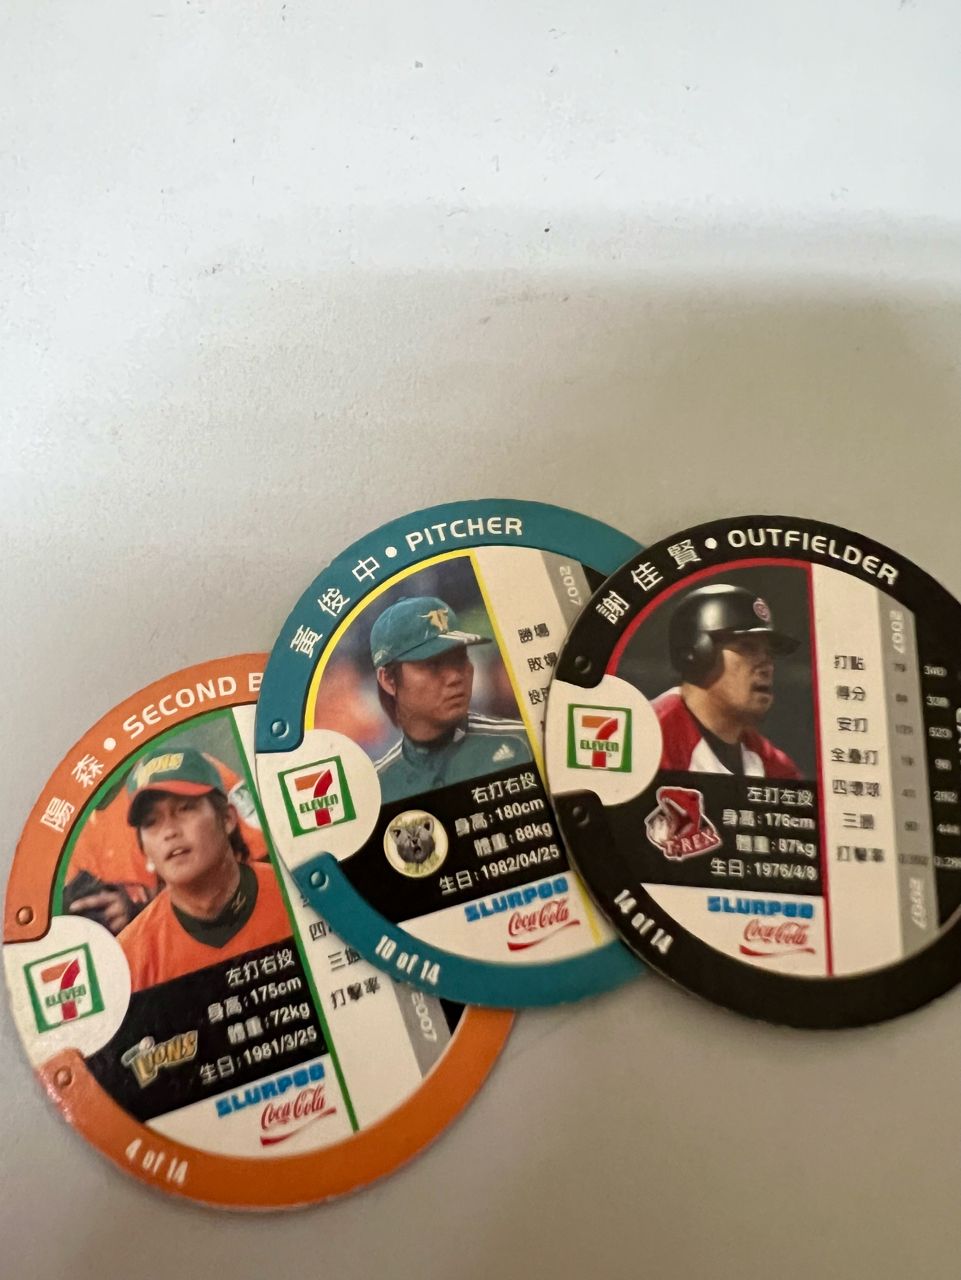 陽 森 • SECOND B
LIONS
7
ELEVEN
左打右投
身高:175cm
體重:72kg
生日:1981/3/25
LIONS
三振
打擊率
2007
SLURPEE
Coca-Cola
4 of 14
黃 俊 中 • PITCHER
2007
勝場
敗場
7
ELEVEN
右打右投
身高:180cm
體重:88kg
生日:1982/04/25
SLURPEE
Coca-Cola
10 of 14
謝 佳 賢 • OUTFIELDER
2007
打點 79
得分
安打
全壘打
四壞球
三振
打擊率
2007
7
ELEVEN
左打左投
身高:176cm
體重:87kg
生日:1976/4/8
T-REX
SLURPEE
Coca-Cola
14 of 14